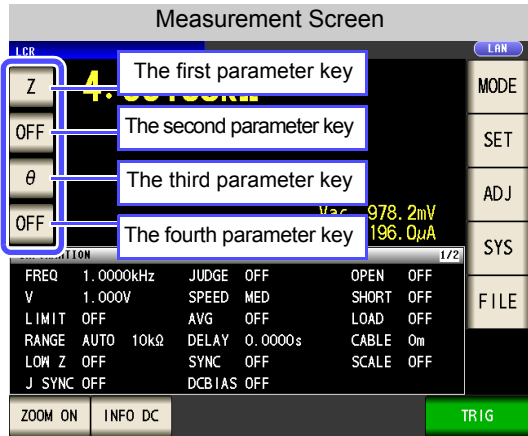 Measurement Screen
LCR
LAN
Z
The first parameter key
MODE
OFF
The second parameter key
SET
θ
The third parameter key
ADJ
Vac 978.2mV
OFF
The fourth parameter key
196.0µA
SYS
1/2
FREQ 1.0000kHz JUDGE OFF OPEN OFF
V 1.000V SPEED MED SHORT OFF
FILE
LIMIT OFF AVG OFF LOAD OFF
RANGE AUTO 10kΩ DELAY 0.0000s CABLE 0m
LOW Z OFF SYNC OFF SCALE OFF
J SYNC OFF DCBIAS OFF
ZOOM ON INFO DC TRIG